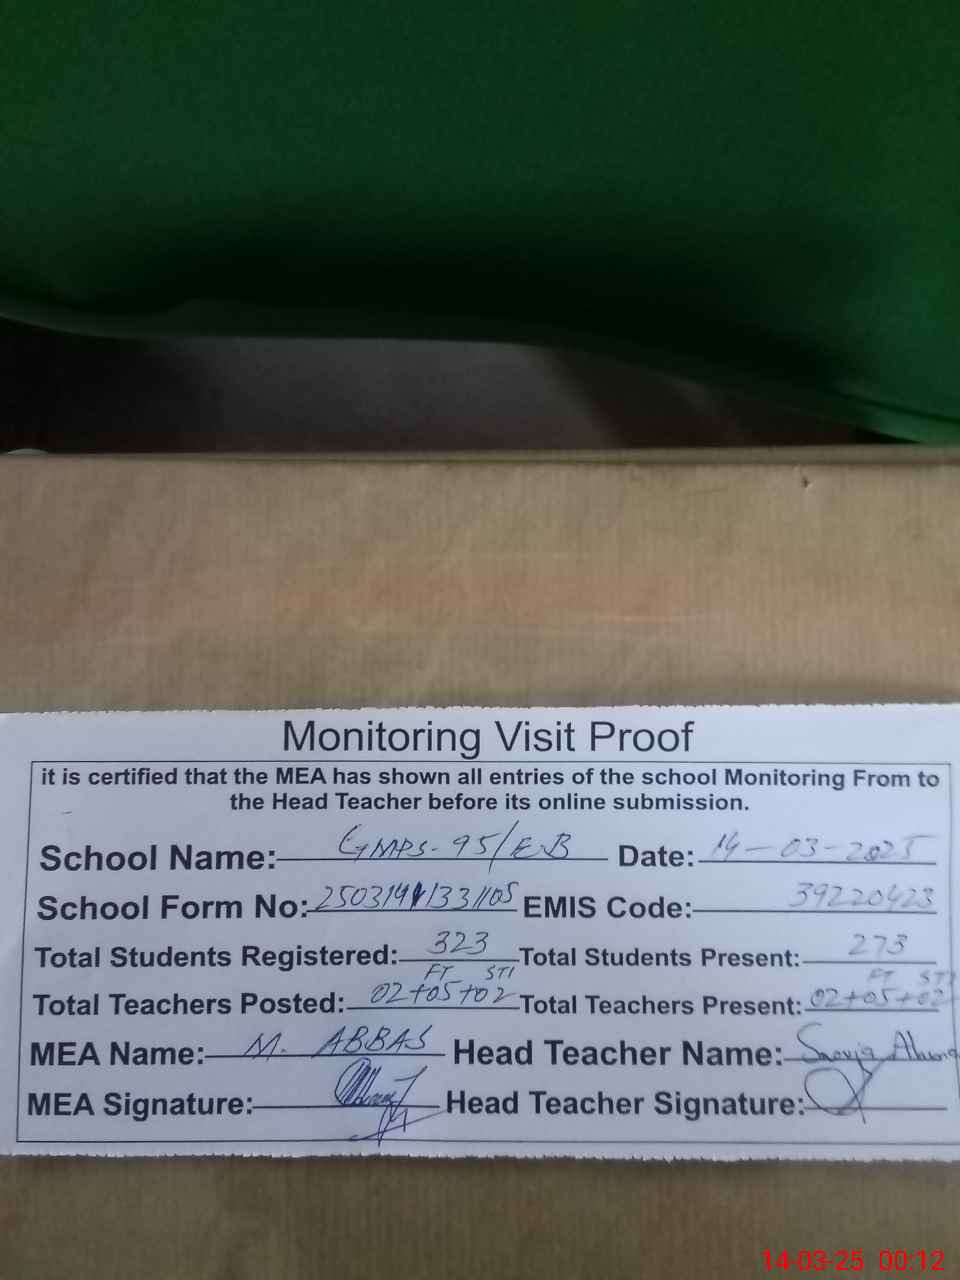 Monitoring Visit Proof
it is certified that the MEA has shown all entries of the school Monitoring From to
the Head Teacher before its online submission.
School Name: GMPS-95/EB Date: 14-03-2025
School Form No: EMIS Code: 39220423
Total Students Registered: 323 Total Students Present: 273
FT STI FT STI
Total Teachers Posted: 02+05+02 Total Teachers Present: 02+05+02
MEA Name: M. ABBAS Head Teacher Name:
MEA Signature: Head Teacher Signature:
14-03-25 00:12